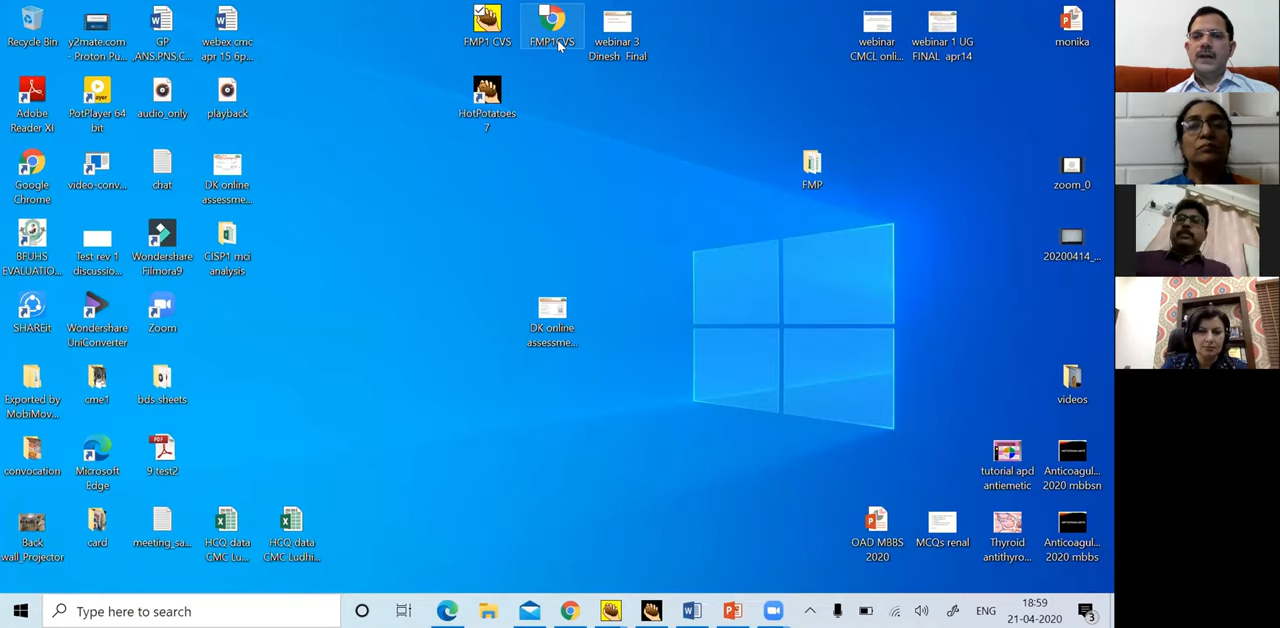 Recycle Bin
y2mate.com
- Proton Pu...
GP
,ANS,PNS,C...
webex cmc
apr 15 6p...
FMP1 CVS
FMP1CVS
webinar 3
Dinesh Final
webinar
CMCL onli...
webinar 1 UG
FINAL apr14
monika
Adobe
Reader XI
PotPlayer 64
bit
audio_only
playback
HotPotatoes
7
Google
Chrome
video-conv...
chat
DK online
assessme...
FMP
zoom_0
BFUHS
EVALUATIO...
Test rev 1
discussio...
Wondershare
Filmora9
CISP1 mci
analysis
20200414_...
SHAREit
Wondershare
UniConverter
Zoom
DK online
assessme...
Exported by
MobiMov...
cme1
bds sheets
videos
convocation
Microsoft
Edge
9 test2
tutorial apd
antiemetic
Anticoagul...
2020 mbbsn
Back
wall_Projector
card
meeting_sa...
HCQ data
CMC Lu...
HCQ data
CMC Ludhi...
OAD MBBS
2020
MCQs renal
Thyroid
antithyro...
Anticoagul...
2020 mbbs
Type here to search
ENG
18:59
21-04-2020
3